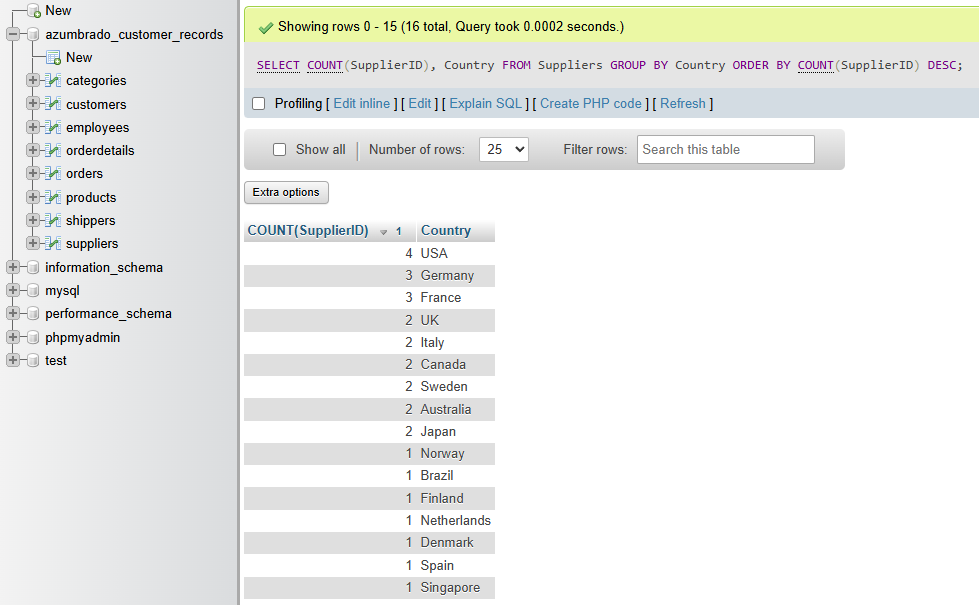 New
azumbrado_customer_records
New
categories
customers
employees
orderdetails
orders
products
shippers
suppliers
information_schema
mysql
performance_schema
phpmyadmin
test
Showing rows 0 - 15 (16 total, Query took 0.0002 seconds.)
SELECT COUNT(SupplierID), Country FROM Suppliers GROUP BY Country ORDER BY COUNT(SupplierID) DESC;
Profiling [ Edit inline ] [ Edit ] [ Explain SQL ] [ Create PHP code ] [ Refresh ]
Show all | Number of rows: 25 Filter rows: Search this table
Extra options
COUNT(SupplierID) 1 Country
4 USA
3 Germany
3 France
2 UK
2 Italy
2 Canada
2 Sweden
2 Australia
2 Japan
1 Norway
1 Brazil
1 Finland
1 Netherlands
1 Denmark
1 Spain
1 Singapore